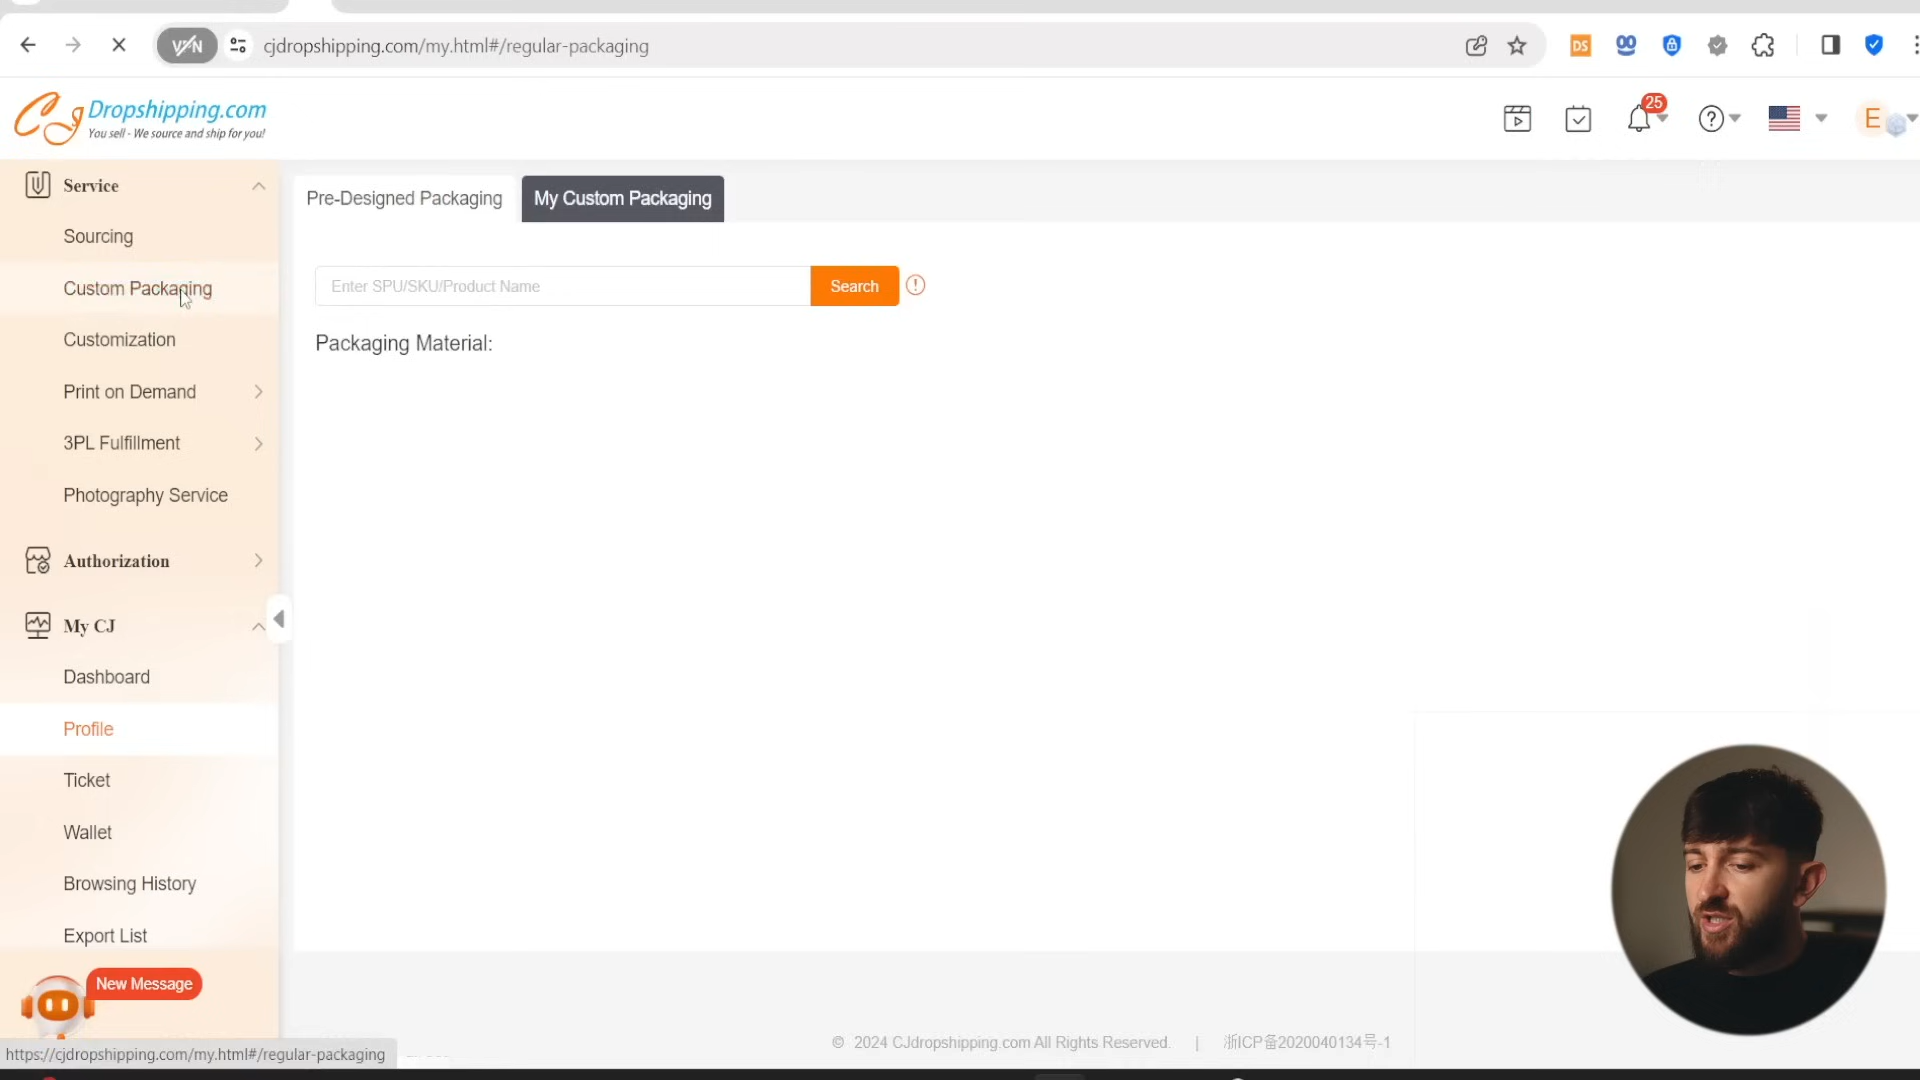 VPN
cjdropshipping.com/my.html#/regular-packaging
DS
CJ Dropshipping.com
You sell - We source and ship for you!
25
E
Service
Sourcing
Custom Packaging
Customization
Print on Demand
3PL Fulfillment
Photography Service
Authorization
My CJ
Dashboard
Profile
Ticket
Wallet
Browsing History
Export List
New Message
Pre-Designed Packaging
My Custom Packaging
Enter SPU/SKU/Product Name
Search
Packaging Material:
© 2024 CJdropshipping.com All Rights Reserved. | 浙ICP备2020040134号-1
https://cjdropshipping.com/my.html#/regular-packaging